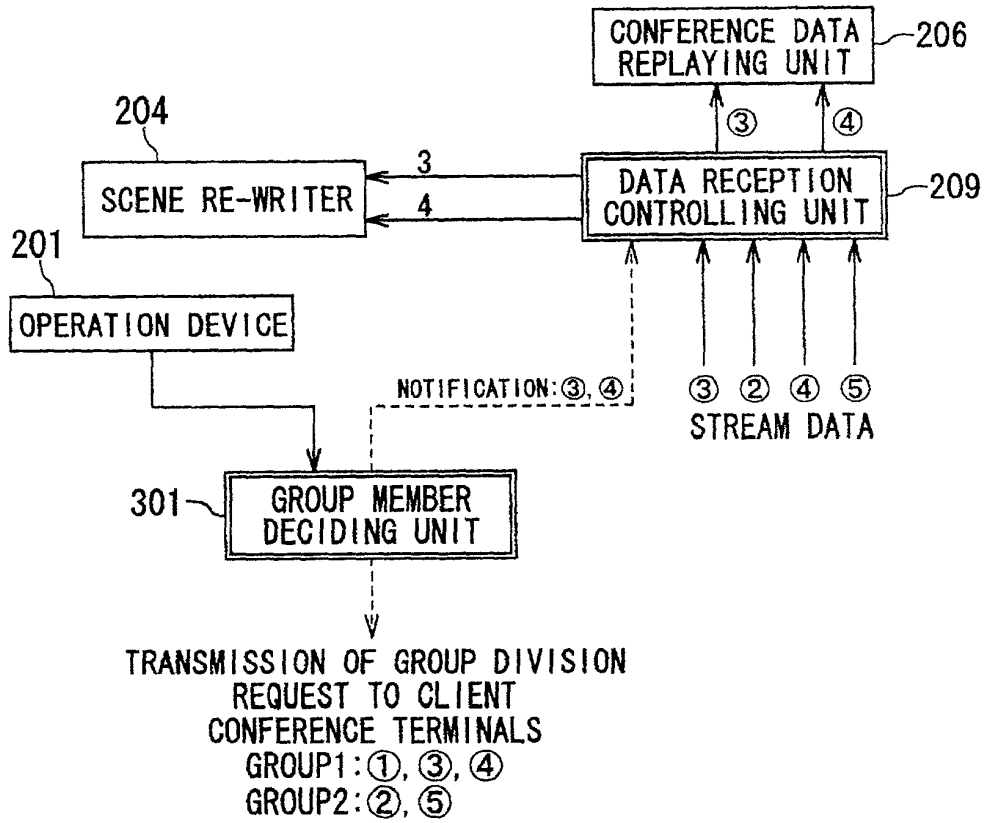 CONFERENCE DATA
REPLAYING UNIT
206
③ ④
204
SCENE RE-WRITER
3
4
DATA RECEPTION
CONTROLLING UNIT
209
201
OPERATION DEVICE
NOTIFICATION:③, ④
③ ② ④ ⑤
STREAM DATA
301
GROUP MEMBER
DECIDING UNIT
TRANSMISSION OF GROUP DIVISION
REQUEST TO CLIENT
CONFERENCE TERMINALS
GROUP1:①, ③, ④
GROUP2:②, ⑤